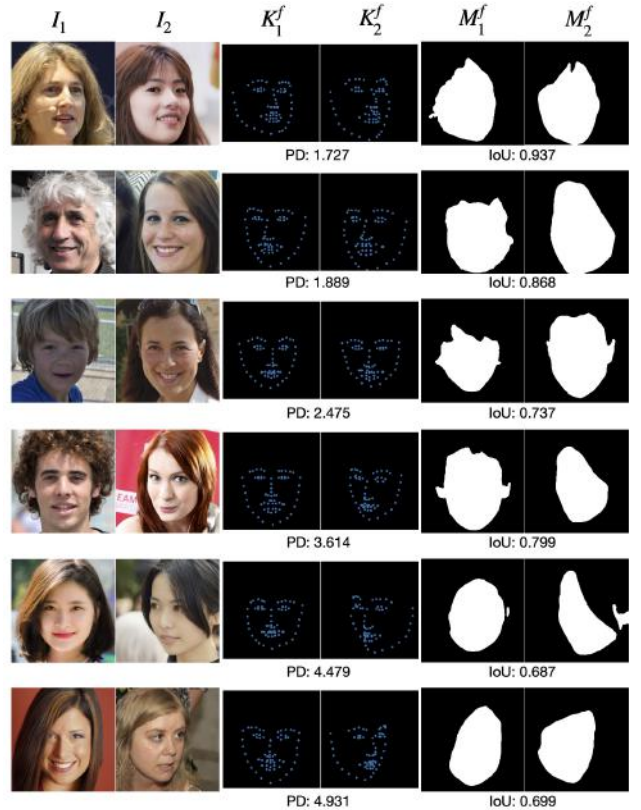 I₁ I₂ K₁ᶠ K₂ᶠ M₁ᶠ M₂ᶠ
PD: 1.727 IoU: 0.937
PD: 1.889 IoU: 0.868
PD: 2.475 IoU: 0.737
EAM
PD: 3.614 IoU: 0.799
PD: 4.479 IoU: 0.687
PD: 4.931 IoU: 0.699